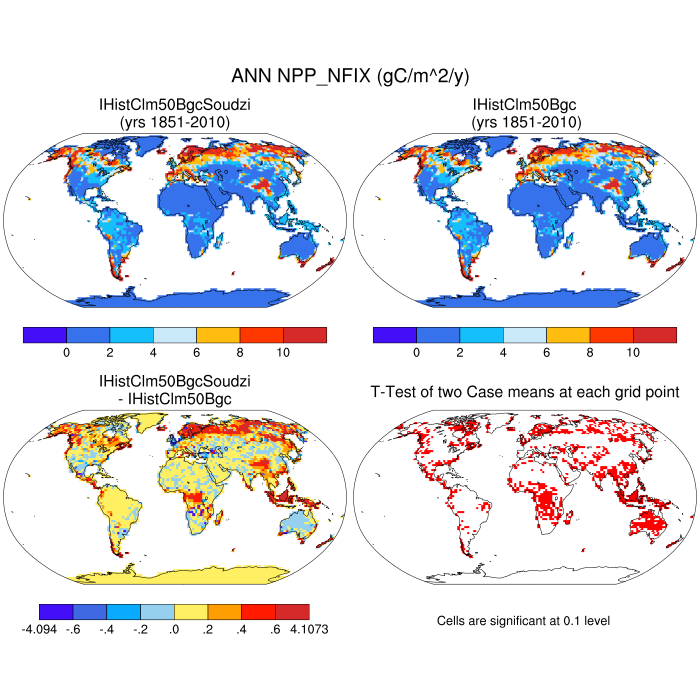 ANN NPP_NFIX (gC/m^2/y)
IHistClm50BgcSoudzi
(yrs 1851-2010)
IHistClm50Bgc
(yrs 1851-2010)
0 2 4 6 8 10
0 2 4 6 8 10
IHistClm50BgcSoudzi
- IHistClm50Bgc
T-Test of two Case means at each grid point
-4.094 -.6 -.4 -.2 .0 .2 .4 .6 4.1073
Cells are significant at 0.1 level